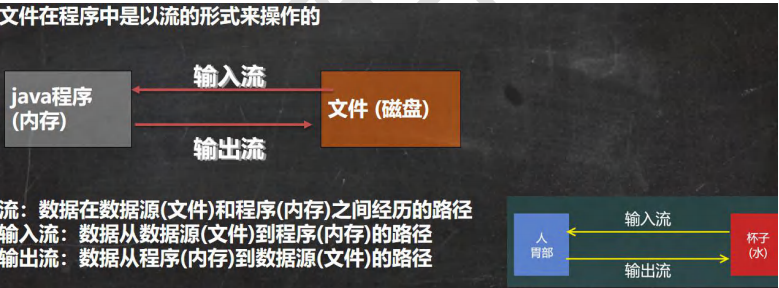 文件在程序中是以流的形式来操作的
输入流
java程序
(内存)
文件 (磁盘)
输出流
流：数据在数据源(文件)和程序(内存)之间经历的路径
输入流：数据从数据源(文件)到程序(内存)的路径
输出流：数据从程序(内存)到数据源(文件)的路径
输入流
人
胃部
杯子
(水)
输出流